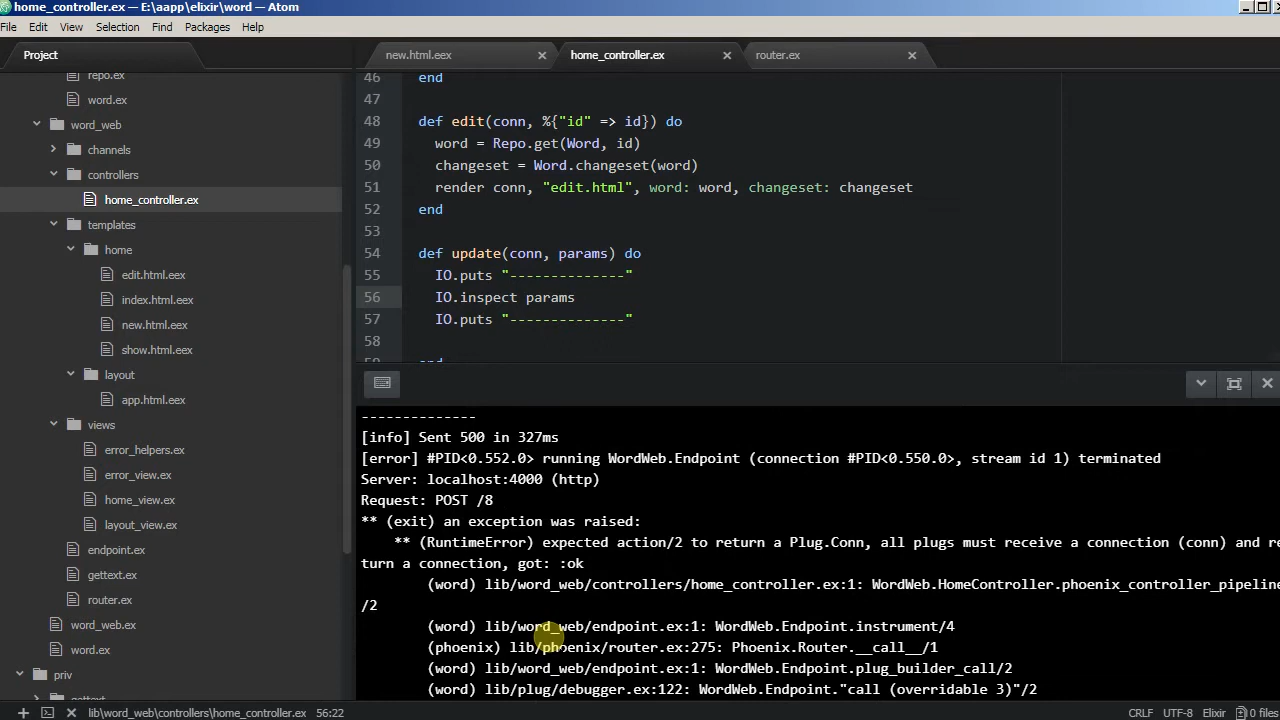 home_controller.ex — E:\aapp\elixir\word — Atom
File Edit View Selection Find Packages Help
Project
new.html.eex
home_controller.ex
router.ex
repo.ex
word.ex
word_web
channels
controllers
home_controller.ex
templates
home
edit.html.eex
index.html.eex
new.html.eex
show.html.eex
layout
app.html.eex
views
error_helpers.ex
error_view.ex
home_view.ex
layout_view.ex
endpoint.ex
gettext.ex
router.ex
word_web.ex
word.ex
priv
gettext
46 end
47
48 def edit(conn, %{"id" => id}) do
49 word = Repo.get(Word, id)
50 changeset = Word.changeset(word)
51 render conn, "edit.html", word: word, changeset: changeset
52 end
53
54 def update(conn, params) do
55 IO.puts "--------------"
56 IO.inspect params
57 IO.puts "--------------"
58
59 end
--------------
[info] Sent 500 in 327ms
[error] #PID<0.552.0> running WordWeb.Endpoint (connection #PID<0.550.0>, stream id 1) terminated
Server: localhost:4000 (http)
Request: POST /8
** (exit) an exception was raised:
** (RuntimeError) expected action/2 to return a Plug.Conn, all plugs must receive a connection (conn) and re
turn a connection, got: :ok
(word) lib/word_web/controllers/home_controller.ex:1: WordWeb.HomeController.phoenix_controller_pipeline
/2
(word) lib/word_web/endpoint.ex:1: WordWeb.Endpoint.instrument/4
(phoenix) lib/phoenix/router.ex:275: Phoenix.Router.__call__/1
(word) lib/word_web/endpoint.ex:1: WordWeb.Endpoint.plug_builder_call/2
(word) lib/plug/debugger.ex:122: WordWeb.Endpoint."call (overridable 3)"/2
lib\word_web\controllers\home_controller.ex 56:22
CRLF UTF-8 Elixir 0 files